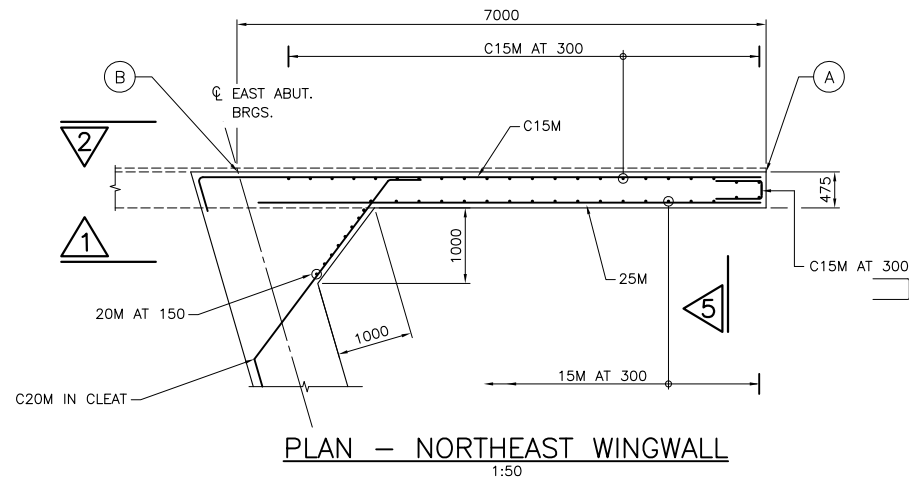 7000
C15M AT 300
B
A
℄ EAST ABUT.
BRGS.
C15M
2
475
1
1000
C15M AT 300
25M
20M AT 150
5
1000
15M AT 300
C20M IN CLEAT
PLAN – NORTHEAST WINGWALL
1:50